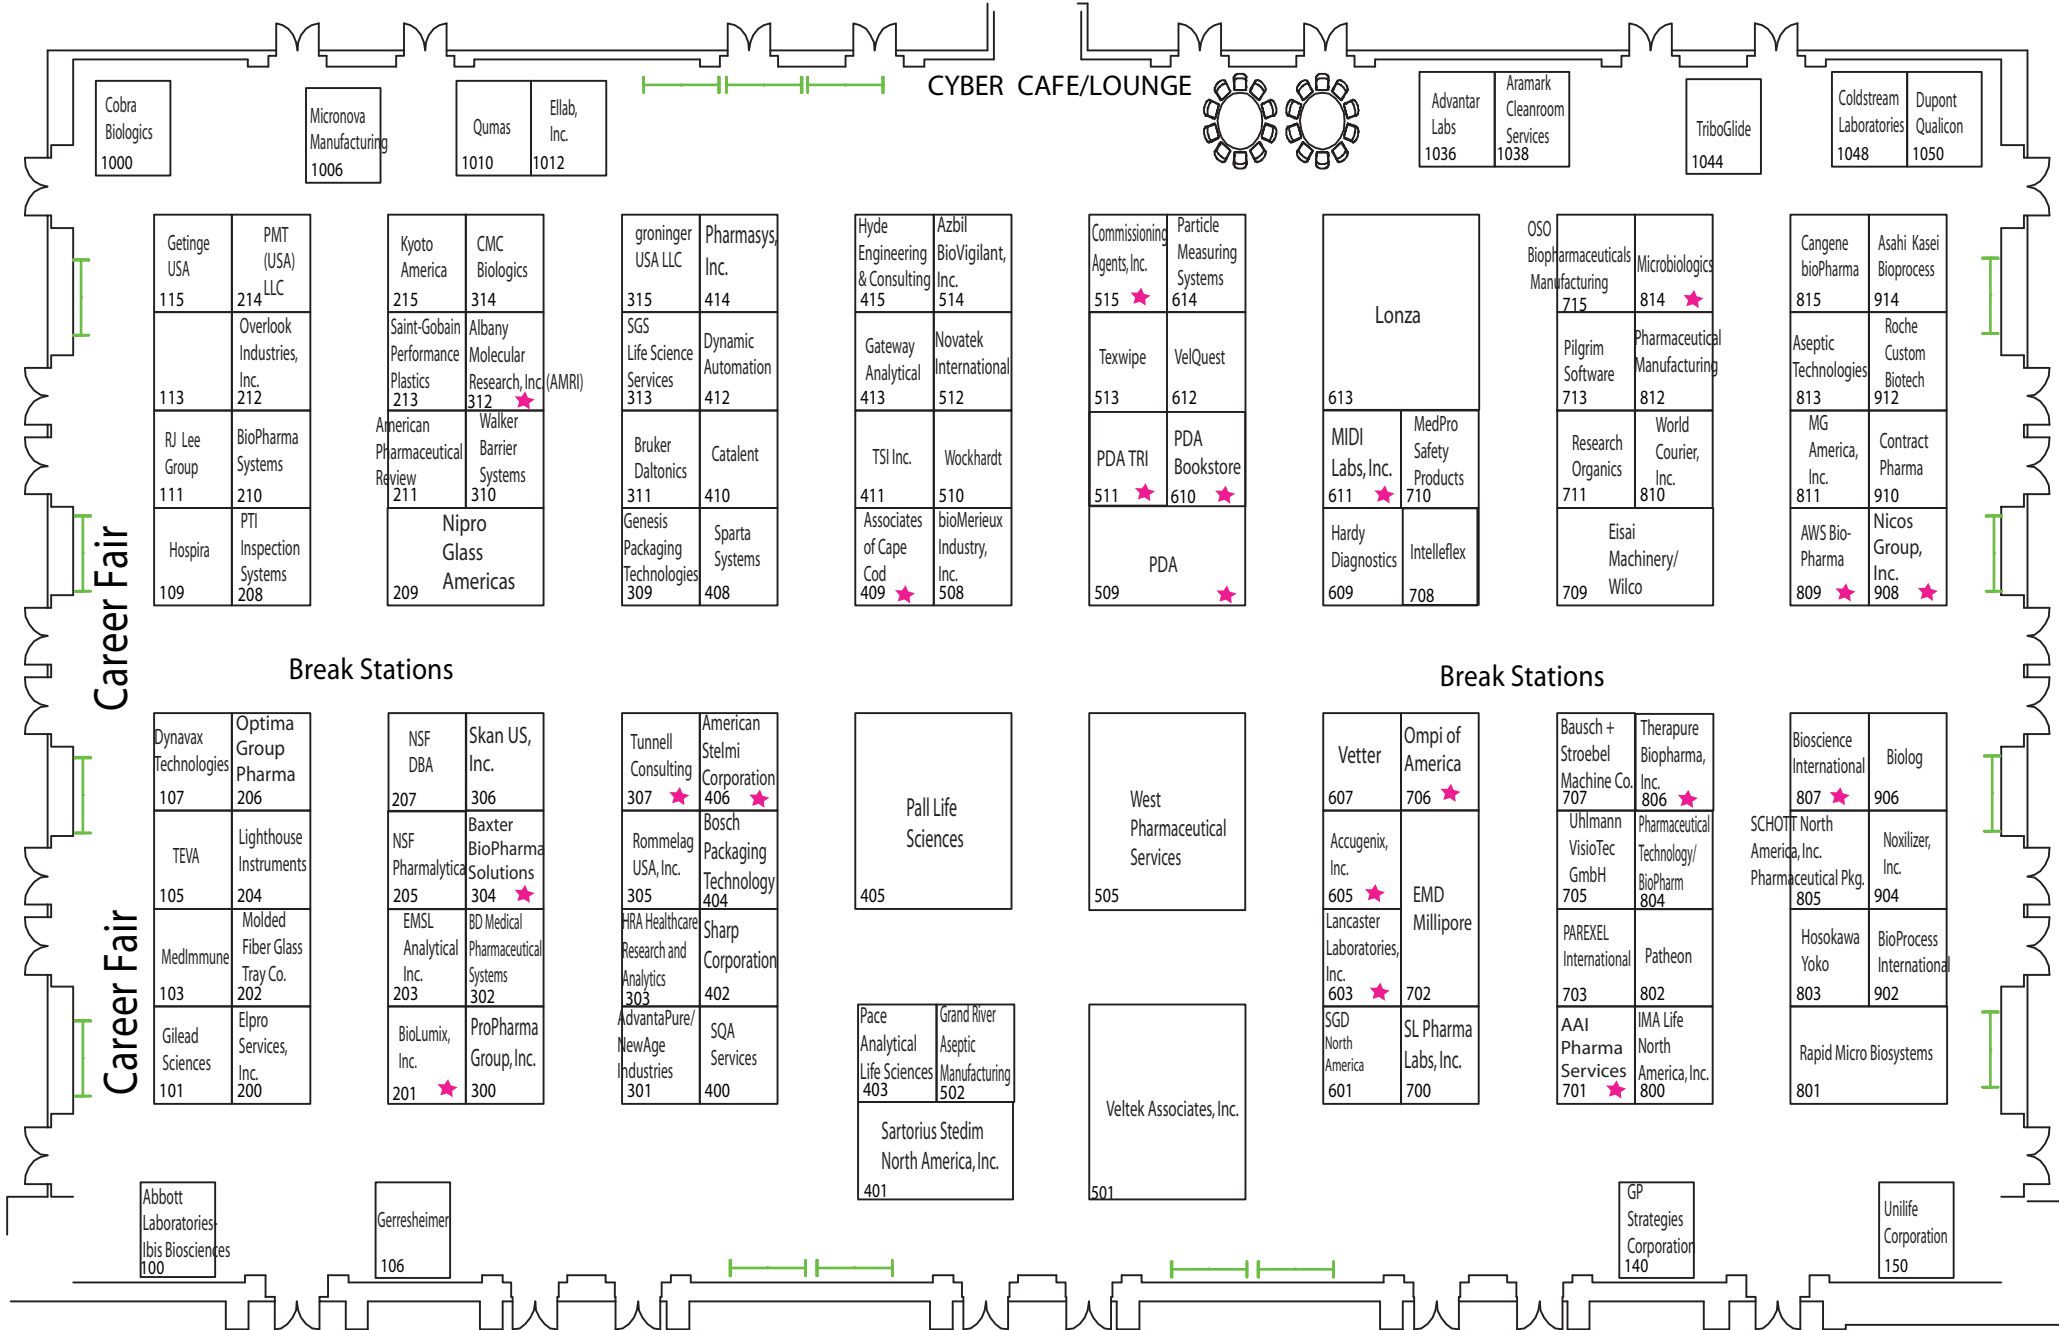 CYBER CAFE/LOUNGE
Cobra
Biologics
1000
Micronova
Manufacturing
1006
Qumas
1010
Ellab,
Inc.
1012
Advantar
Labs
1036
Aramark
Cleanroom
Services
1038
TriboGlide
1044
Coldstream
Laboratories
1048
Dupont
Qualicon
1050
Getinge
USA
115
PMT
(USA)
LLC
214
113
Overlook
Industries,
Inc.
212
RJ Lee
Group
111
BioPharma
Systems
210
Hospira
109
PTI
Inspection
Systems
208
Kyoto
America
215
CMC
Biologics
314
Saint-Gobain
Performance
Plastics
213
Albany
Molecular
Research, Inc. (AMRI)
312
American
Pharmaceutical
Review
211
Walker
Barrier
Systems
310
Nipro
Glass
Americas
209
groninger
USA LLC
315
Pharmasys,
Inc.
414
SGS
Life Science
Services
313
Dynamic
Automation
412
Bruker
Daltonics
311
Catalent
410
Genesis
Packaging
Technologies
309
Sparta
Systems
408
Hyde
Engineering
& Consulting
415
Azbil
BioVigilant,
Inc.
514
Gateway
Analytical
413
Novatek
International
512
TSI Inc.
411
Wockhardt
510
Associates
of Cape
Cod
409
bioMerieux
Industry,
Inc.
508
Commissioning
Agents, Inc.
515
Particle
Measuring
Systems
614
Texwipe
513
VelQuest
612
PDA TRI
511
PDA
Bookstore
610
PDA
509
Lonza
613
MIDI
Labs, Inc.
611
MedPro
Safety
Products
710
Hardy
Diagnostics
609
Intelleflex
708
OSO
Biopharmaceuticals
Manufacturing
715
Microbiologics
814
Pilgrim
Software
713
Pharmaceutical
Manufacturing
812
Research
Organics
711
World
Courier,
Inc.
810
Eisai
Machinery/
Wilco
709
Cangene
bioPharma
815
Asahi Kasei
Bioprocess
914
Aseptic
Technologies
813
Roche
Custom
Biotech
912
MG
America,
Inc.
811
Contract
Pharma
910
AWS Bio-
Pharma
809
Nicos
Group,
Inc.
908
Career Fair
Break Stations
Break Stations
Career Fair
Dynavax
Technologies
107
Optima
Group
Pharma
206
TEVA
105
Lighthouse
Instruments
204
MedImmune
103
Molded
Fiber Glass
Tray Co.
202
Gilead
Sciences
101
Elpro
Services,
Inc.
200
NSF
DBA
207
Skan US,
Inc.
306
NSF
Pharmalytica
205
Baxter
BioPharma
Solutions
304
EMSL
Analytical
Inc.
203
BD Medical
Pharmaceutical
Systems
302
BioLumix,
Inc.
201
ProPharma
Group, Inc.
300
Tunnell
Consulting
307
American
Stelmi
Corporation
406
Rommelag
USA, Inc.
305
Bosch
Packaging
Technology
404
HRA Healthcare
Research and
Analytics
303
Sharp
Corporation
402
AdvantaPure/
NewAge
Industries
301
SQA
Services
400
Pall Life
Sciences
405
Pace
Analytical
Life Sciences
403
Grand River
Aseptic
Manufacturing
502
Sartorius Stedim
North America, Inc.
401
West
Pharmaceutical
Services
505
Veltek Associates, Inc.
501
Vetter
607
Ompi of
America
706
Accugenix,
Inc.
605
EMD
Millipore
702
Lancaster
Laboratories,
Inc.
603
SGD
North
America
601
SL Pharma
Labs, Inc.
700
Bausch +
Stroebel
Machine Co.
707
Therapure
Biopharma,
Inc.
806
Uhlmann
VisioTec
GmbH
705
Pharmaceutical
Technology/
BioPharm
804
PAREXEL
International
703
Patheon
802
AAI
Pharma
Services
701
IMA Life
North
America, Inc.
800
Bioscience
International
807
Biolog
906
SCHOTT North
America, Inc.
Pharmaceutical Pkg.
805
Noxilizer,
Inc.
904
Hosokawa
Yoko
803
BioProcess
International
902
Rapid Micro Biosystems
801
Abbott
Laboratories-
Ibis Biosciences
100
Gerresheimer
106
GP
Strategies
Corporation
140
Unilife
Corporation
150